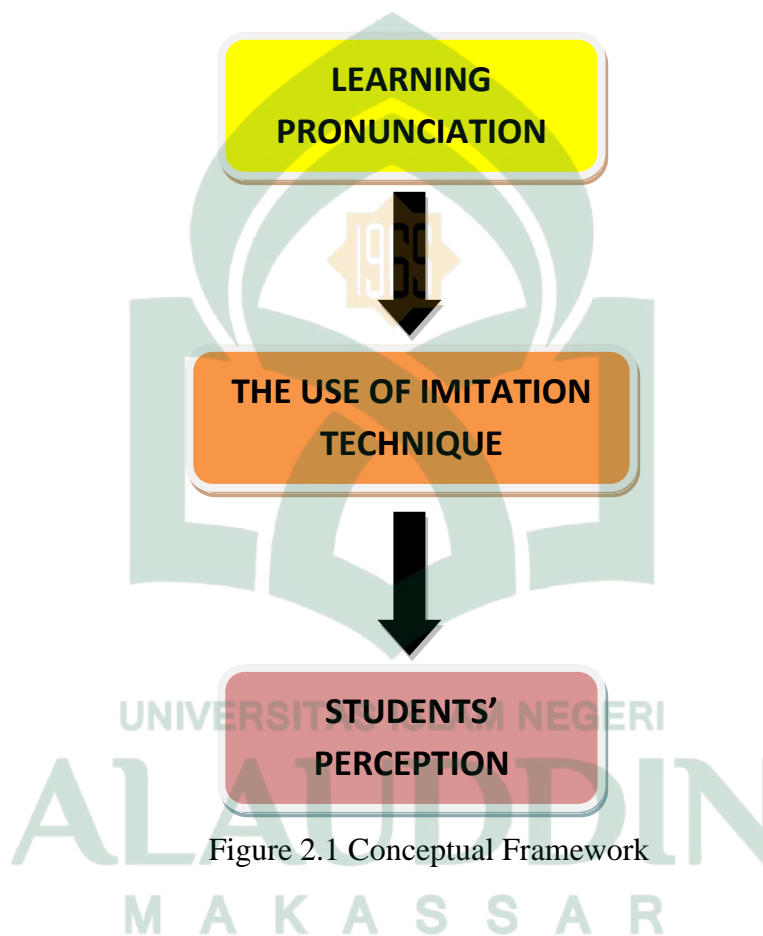 LEARNING
PRONUNCIATION
1969
THE USE OF IMITATION
TECHNIQUE
STUDENTS’
PERCEPTION
UNIVERSITAS ISLAM NEGERI
ALAUDDIN
Figure 2.1 Conceptual Framework
MAKASSAR